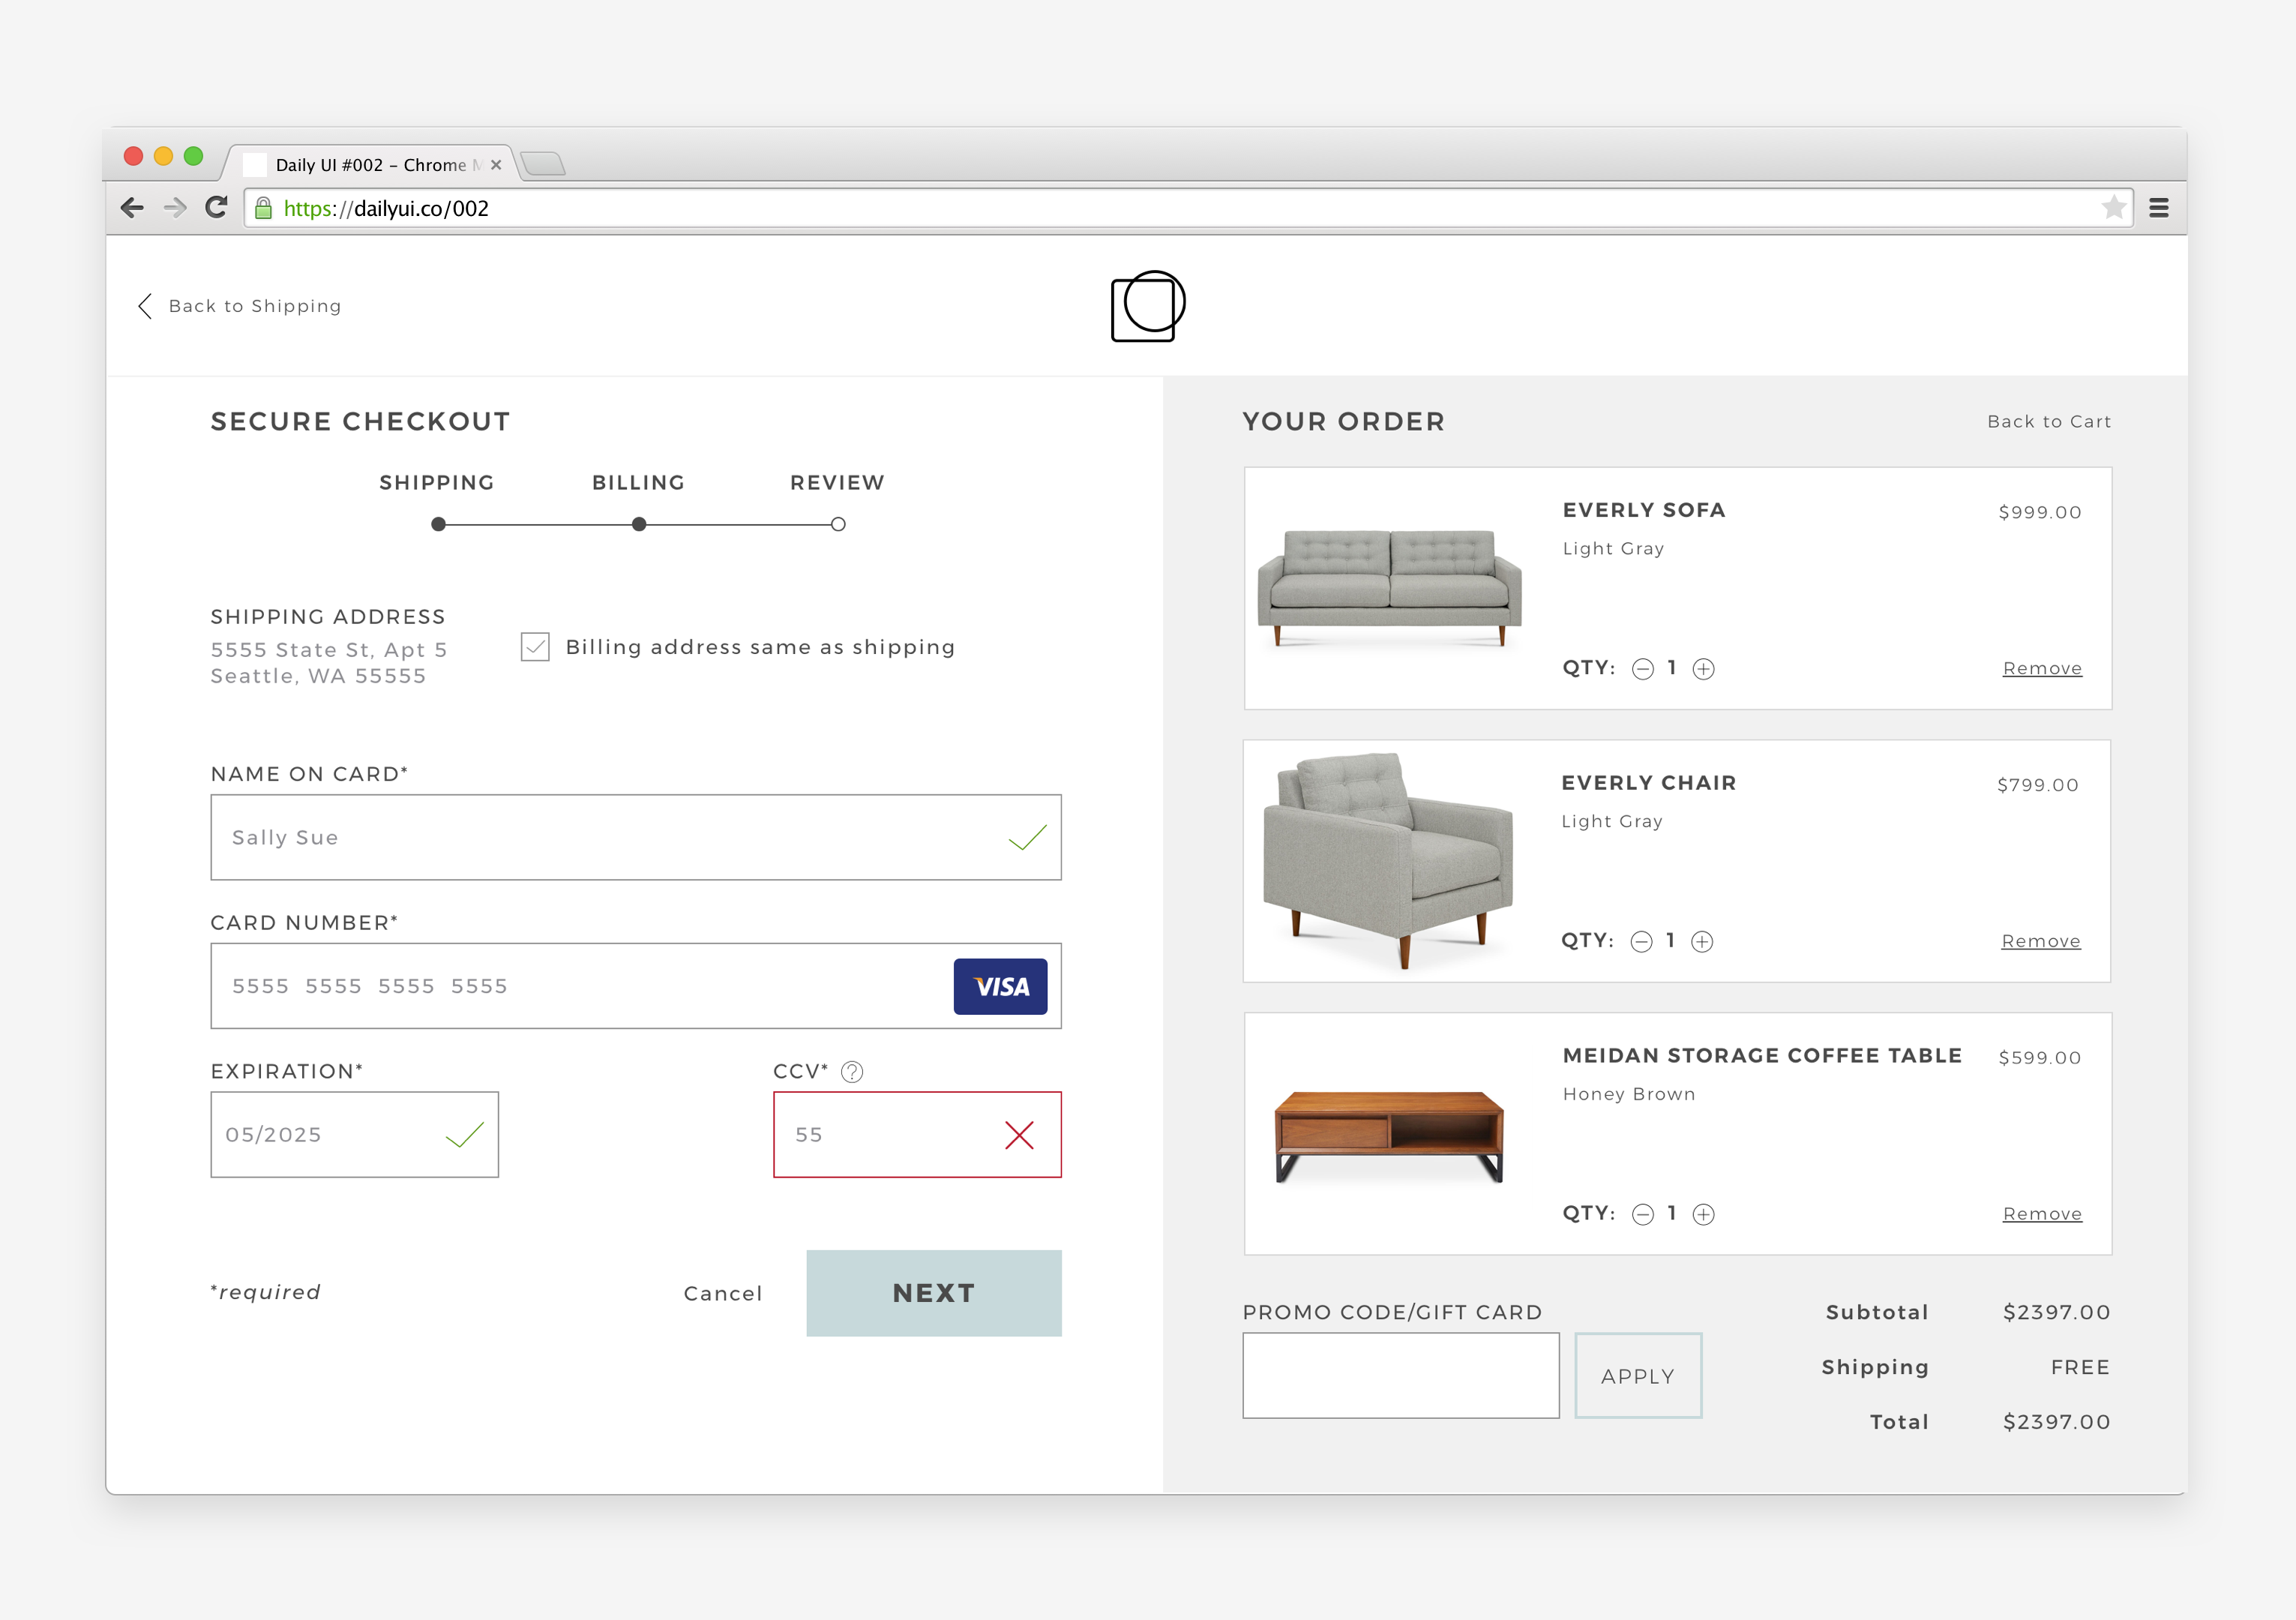 Daily UI #002 – Chrome
https://dailyui.co/002
Back to Shipping
SECURE CHECKOUT
SHIPPING BILLING REVIEW
SHIPPING ADDRESS
5555 State St, Apt 5
Seattle, WA 55555
Billing address same as shipping
NAME ON CARD*
Sally Sue
CARD NUMBER*
5555 5555 5555 5555
VISA
EXPIRATION*
05/2025
CCV* ?
55
*required
Cancel
NEXT
YOUR ORDER
Back to Cart
EVERLY SOFA
$999.00
Light Gray
QTY: 1
Remove
EVERLY CHAIR
$799.00
Light Gray
QTY: 1
Remove
MEIDAN STORAGE COFFEE TABLE
$599.00
Honey Brown
QTY: 1
Remove
PROMO CODE/GIFT CARD
APPLY
Subtotal $2397.00
Shipping FREE
Total $2397.00